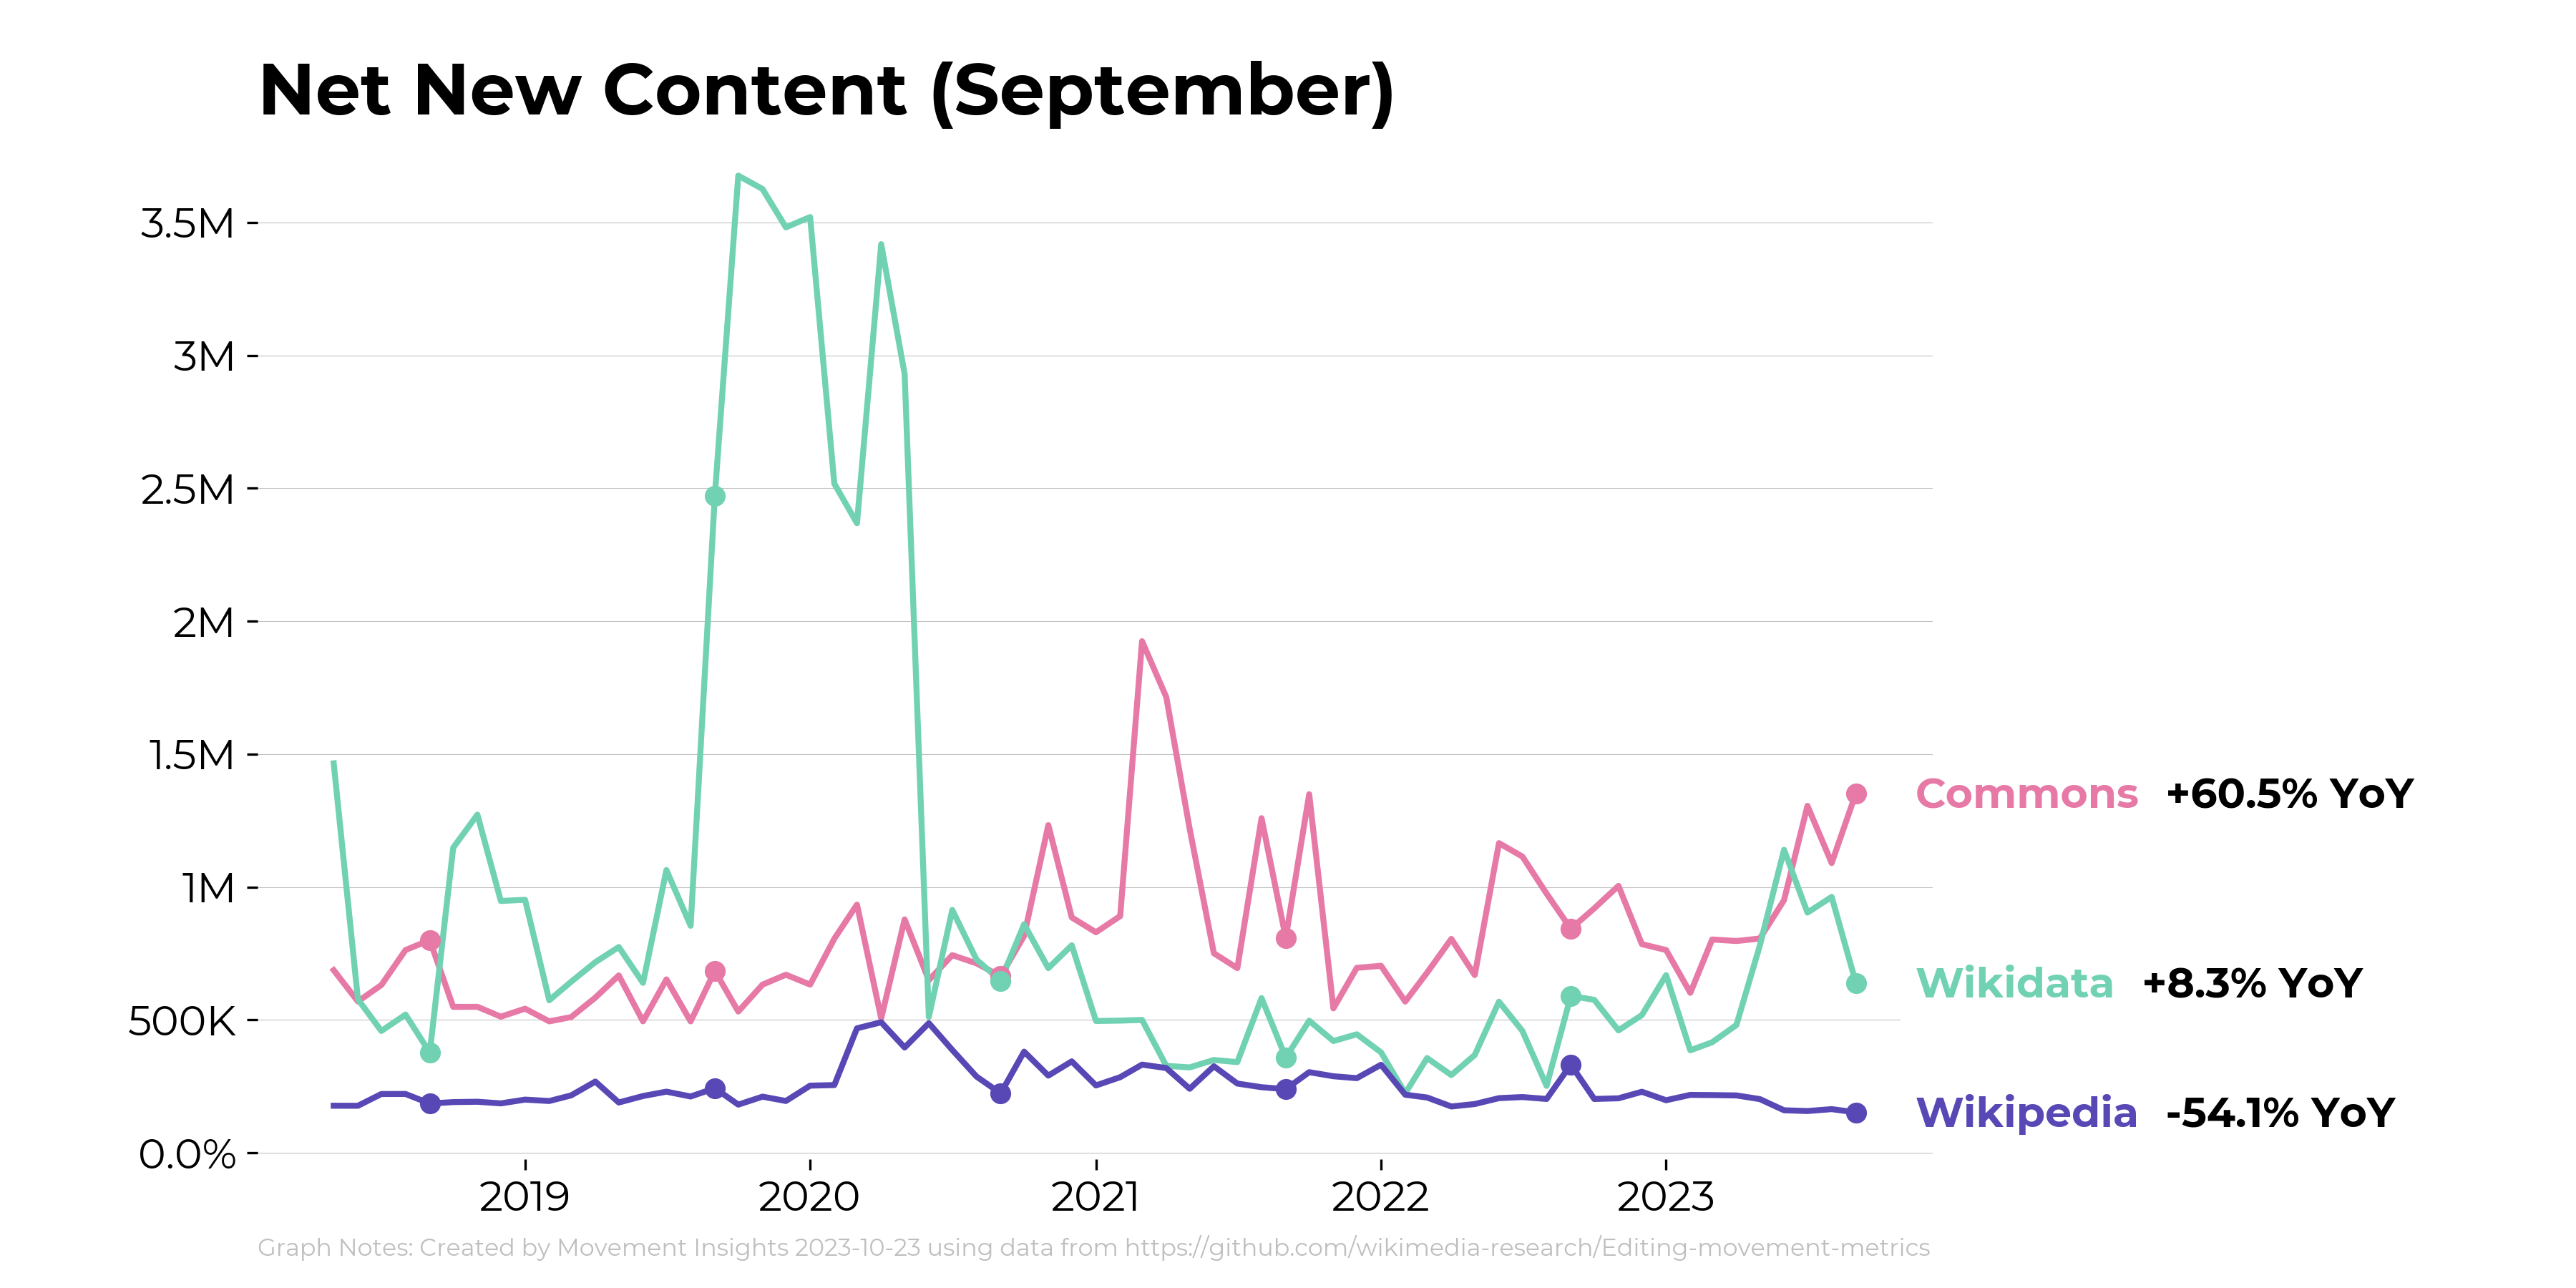 Net New Content (September)
3.5M
3M
2.5M
2M
1.5M
1M
500K
0.0%
Commons +60.5% YoY
Wikidata +8.3% YoY
Wikipedia -54.1% YoY
2019 2020 2021 2022 2023
Graph Notes: Created by Movement Insights 2023-10-23 using data from https://github.com/wikimedia-research/Editing-movement-metrics